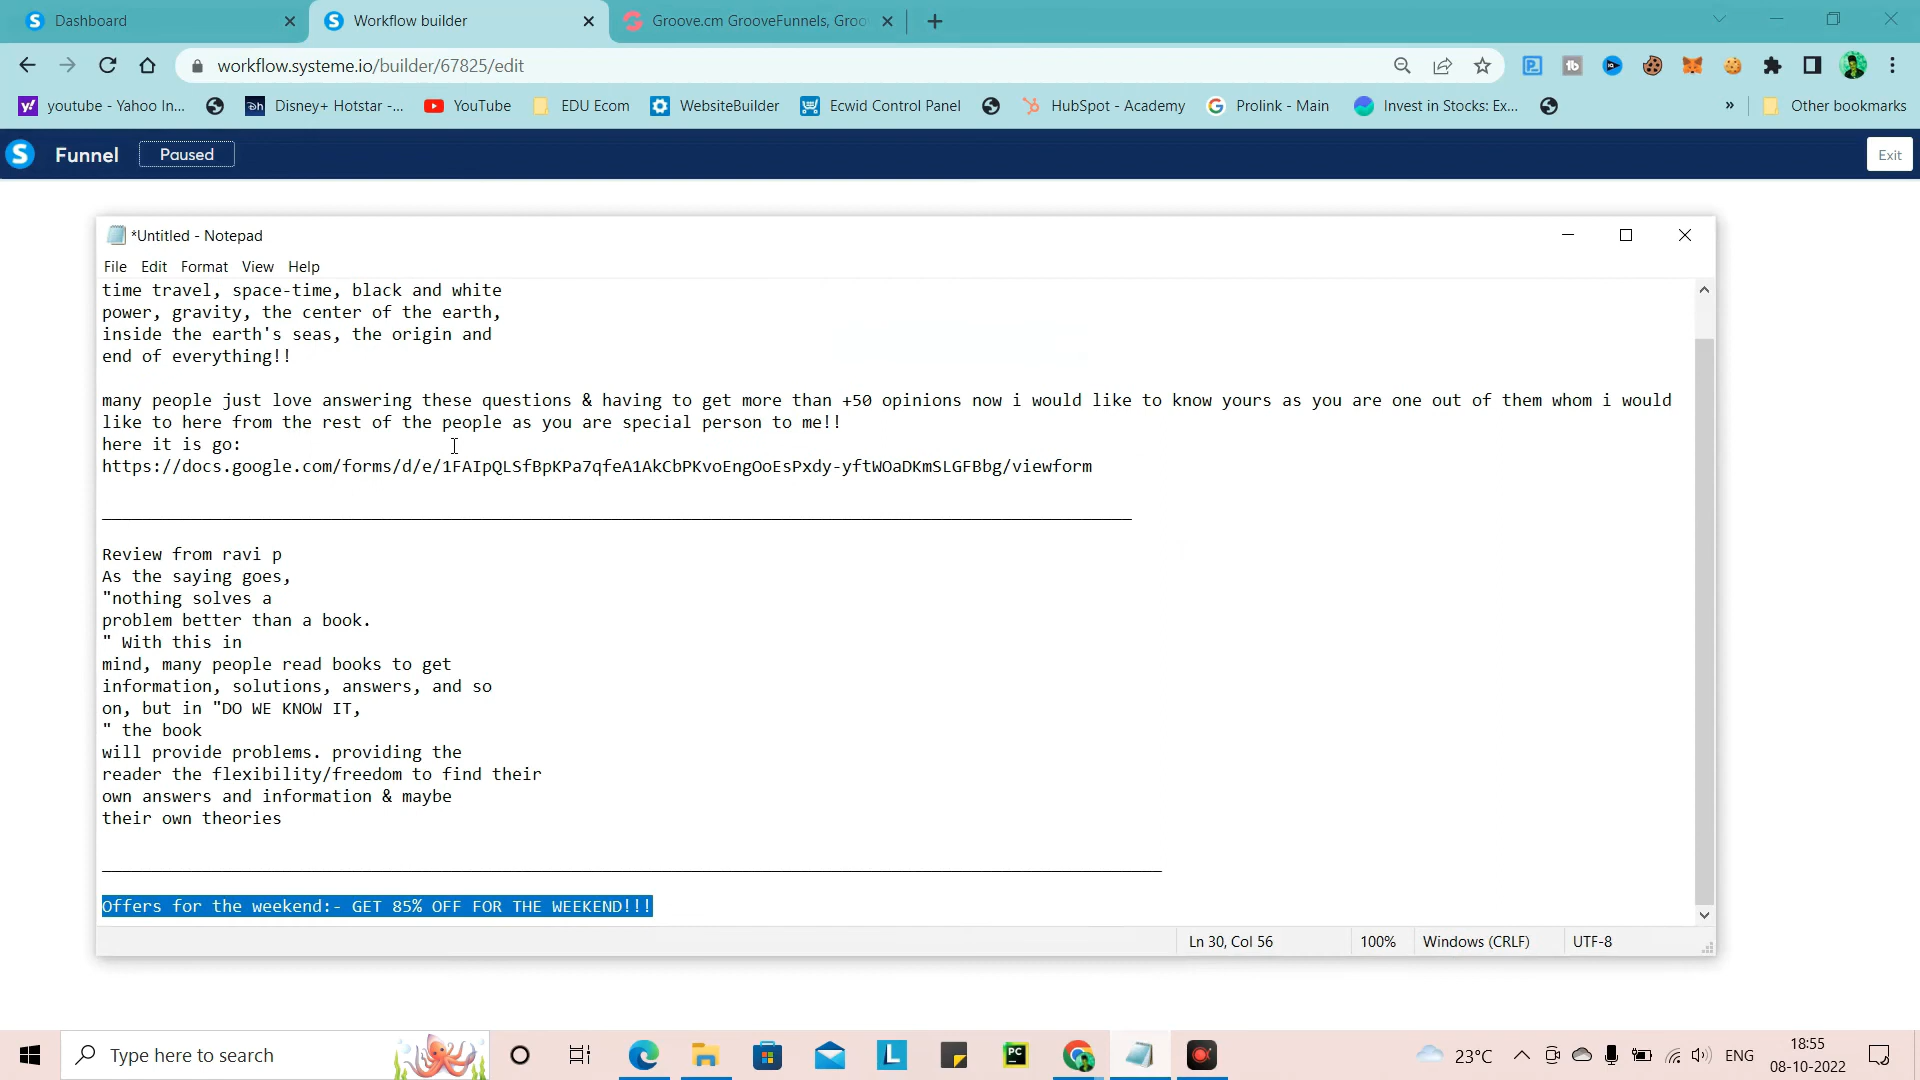 Dashboard
Workflow builder
Groove.cm GrooveFunnels, Groo
workflow.systeme.io/builder/67825/edit
youtube - Yahoo In...
Disney+ Hotstar -...
YouTube
EDU Ecom
WebsiteBuilder
Ecwid Control Panel
HubSpot - Academy
Prolink - Main
Invest in Stocks: Ex...
»
Other bookmarks
Funnel
Paused
Exit
*Untitled - Notepad
File Edit Format View Help
time travel, space-time, black and white
power, gravity, the center of the earth,
inside the earth's seas, the origin and
end of everything!!
many people just love answering these questions & having to get more than +50 opinions now i would like to know yours as you are one out of them whom i would
like to here from the rest of the people as you are special person to me!!
here it is go:
https://docs.google.com/forms/d/e/1FAIpQLSfBpKPa7qfeA1AkCbPKvoEngOoEsPxdy-yftWOaDKmSLGFBbg/viewform
Review from ravi p
As the saying goes,
"nothing solves a
problem better than a book.
" With this in
mind, many people read books to get
information, solutions, answers, and so
on, but in "DO WE KNOW IT,
" the book
will provide problems. providing the
reader the flexibility/freedom to find their
own answers and information & maybe
their own theories
Offers for the weekend:- GET 85% OFF FOR THE WEEKEND!!!
Ln 30, Col 56
100%
Windows (CRLF)
UTF-8
Type here to search
23°C
ENG
18:55
08-10-2022